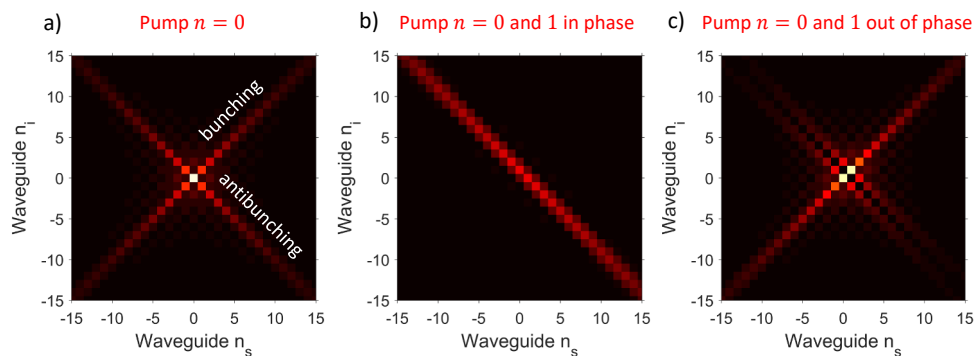 a)
Pump n = 0
Waveguide n_i
15
10
5
0
-5
-10
-15
bunching
antibunching
-15 -10 -5 0 5 10 15
Waveguide n_s
b)
Pump n = 0 and 1 in phase
Waveguide n_i
15
10
5
0
-5
-10
-15
-15 -10 -5 0 5 10 15
Waveguide n_s
c)
Pump n = 0 and 1 out of phase
Waveguide n_i
15
10
5
0
-5
-10
-15
-15 -10 -5 0 5 10 15
Waveguide n_s